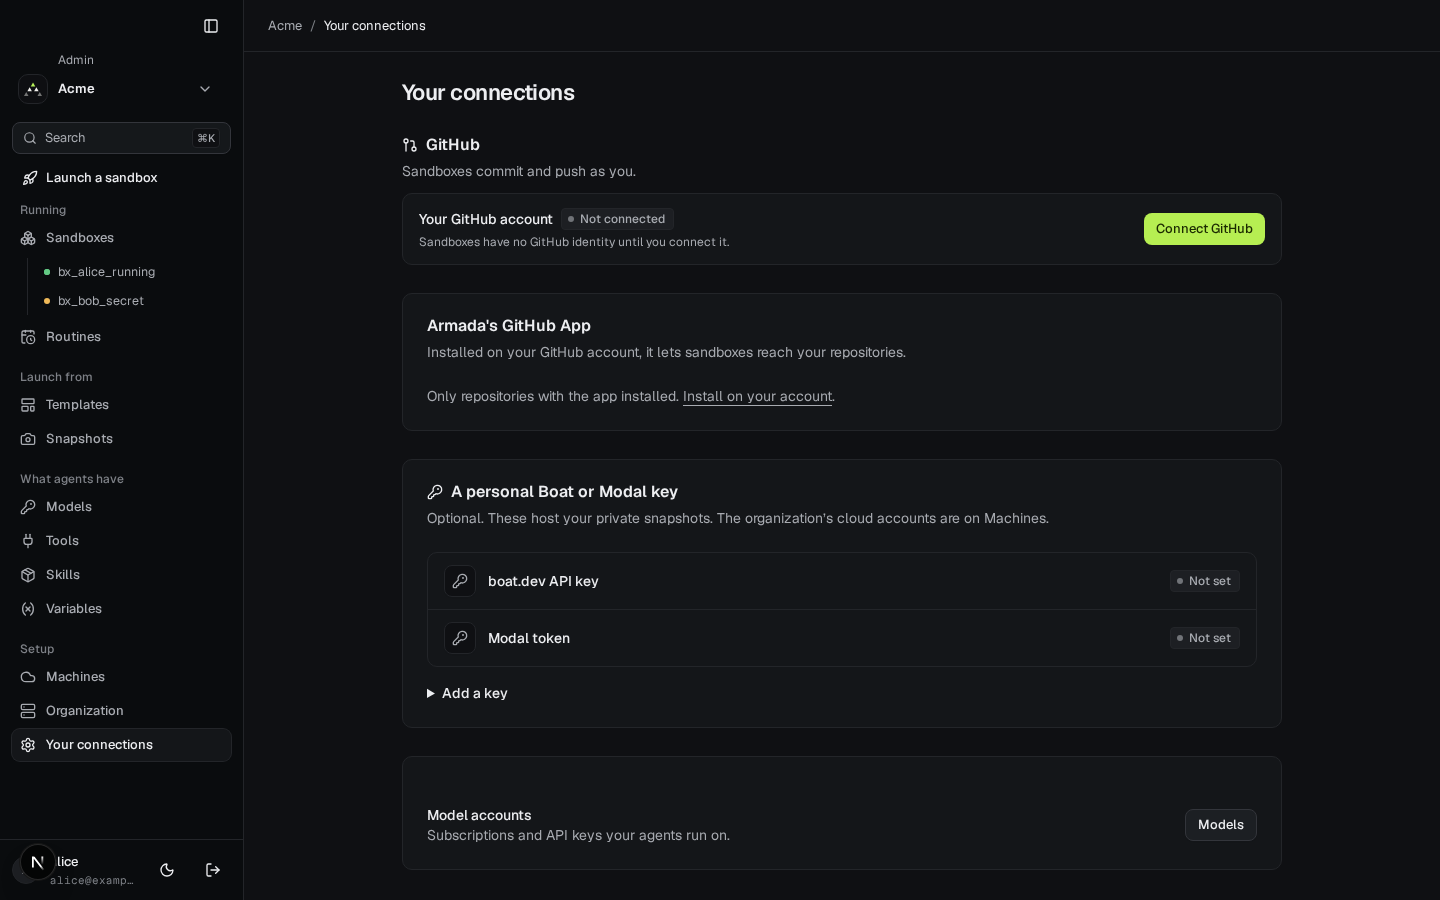 Admin
Acme
Search
⌘K
Launch a sandbox
Running
Sandboxes
bx_alice_running
bx_bob_secret
Routines
Launch from
Templates
Snapshots
What agents have
Models
Tools
Skills
Variables
Setup
Machines
Organization
Your connections
N
lice
alice@examp…
Acme / Your connections
Your connections
GitHub
Sandboxes commit and push as you.
Your GitHub account Not connected
Sandboxes have no GitHub identity until you connect it.
Connect GitHub
Armada's GitHub App
Installed on your GitHub account, it lets sandboxes reach your repositories.
Only repositories with the app installed. Install on your account.
A personal Boat or Modal key
Optional. These host your private snapshots. The organization's cloud accounts are on Machines.
boat.dev API key Not set
Modal token Not set
Add a key
Model accounts
Subscriptions and API keys your agents run on.
Models